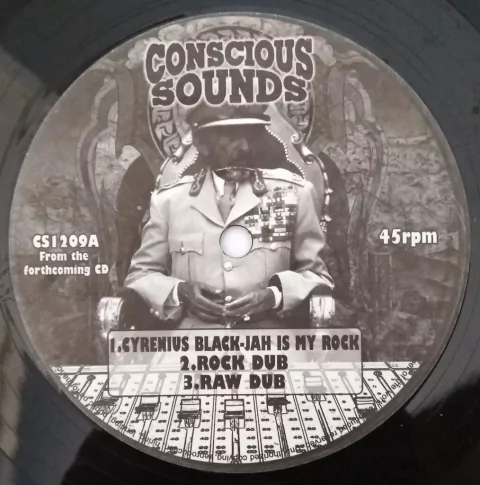 CONSCIOUS
SOUNDS
CS1209A
From the
forthcoming CD
45rpm
1.CYRENIUS BLACK-JAH IS MY ROCK
2.ROCK DUB
3.RAW DUB